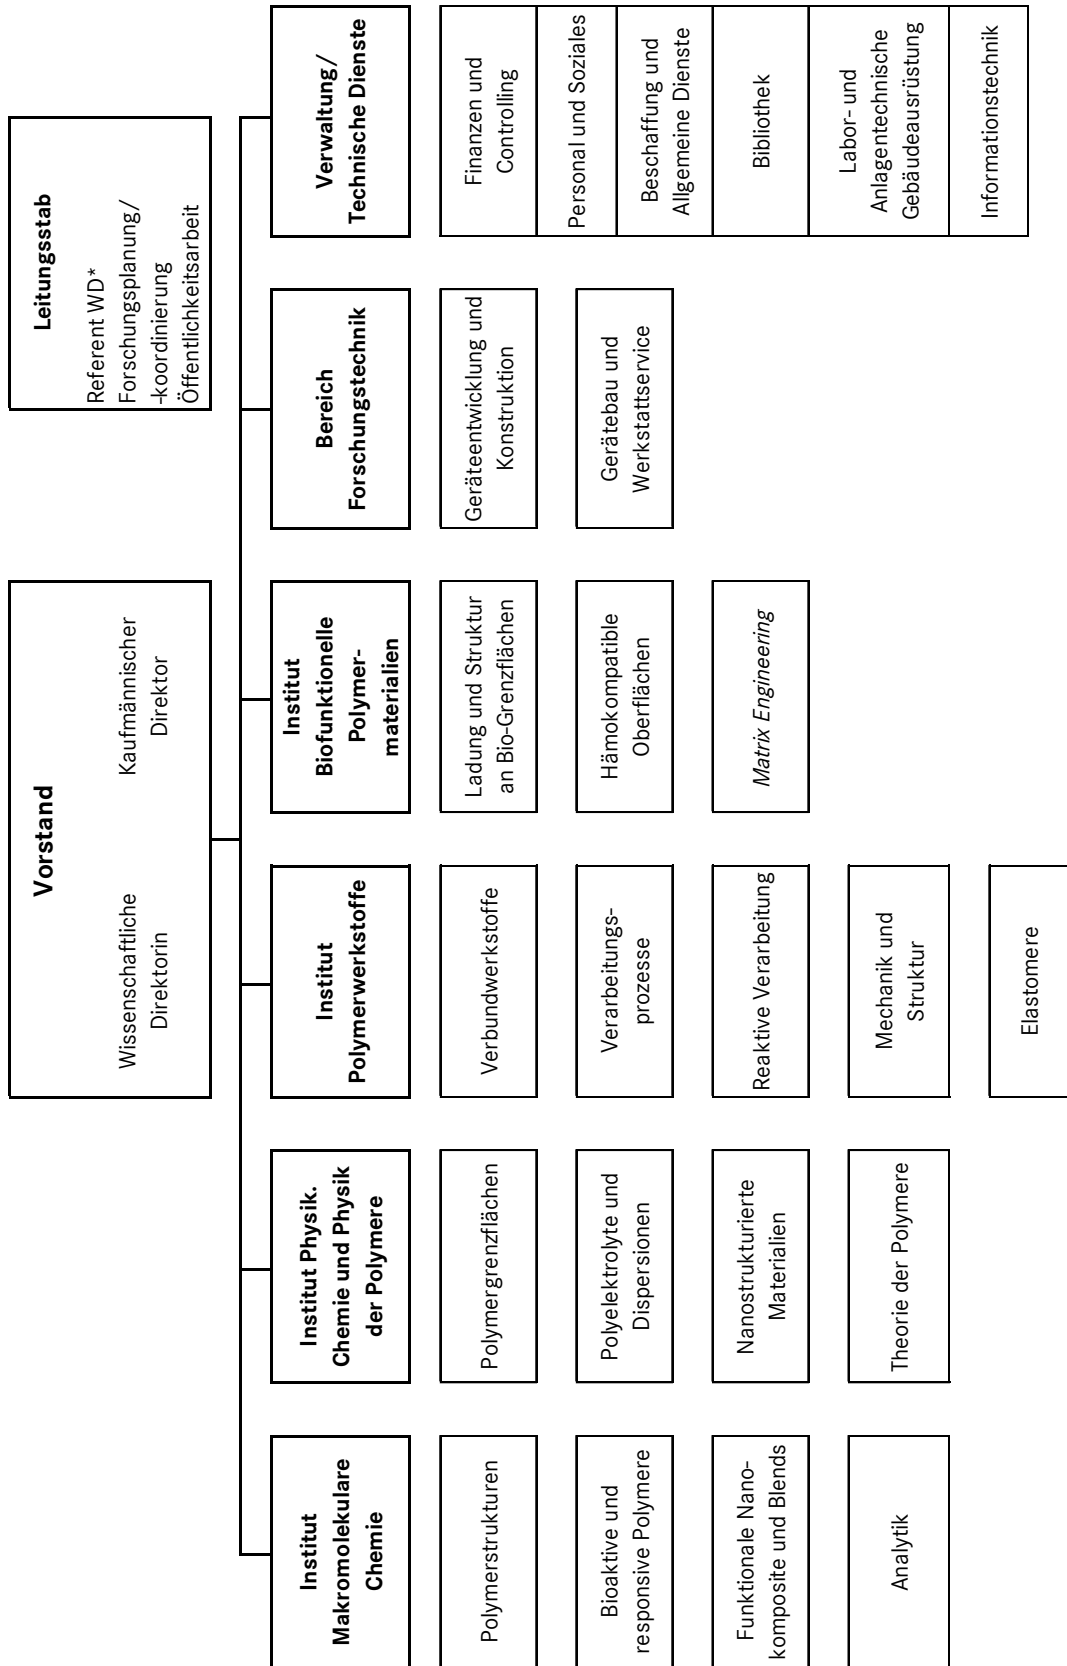 Vorstand
Wissenschaftliche
Direktorin
Kaufmännischer
Direktor
Leitungsstab
Referent WD*
Forschungsplanung/
-koordinierung
Öffentlichkeitsarbeit
Institut
Makromolekulare
Chemie
Polymerstrukturen
Bioaktive und
responsive Polymere
Funktionale Nano-
komposite und Blends
Analytik
Institut Physik.
Chemie und Physik
der Polymere
Polymergrenzflächen
Polyelektrolyte und
Dispersionen
Nanostrukturierte
Materialien
Theorie der Polymere
Institut
Polymerwerkstoffe
Verbundwerkstoffe
Verarbeitungs-
prozesse
Reaktive Verarbeitung
Mechanik und
Struktur
Elastomere
Institut
Biofunktionelle
Polymer-
materialien
Ladung und Struktur
an Bio-Grenzflächen
Hämokompatible
Oberflächen
Matrix Engineering
Bereich
Forschungstechnik
Geräteentwicklung und
Konstruktion
Gerätebau und
Werkstattservice
Verwaltung/
Technische Dienste
Finanzen und
Controlling
Personal und Soziales
Beschaffung und
Allgemeine Dienste
Bibliothek
Labor- und
Anlagentechnische
Gebäudeausrüstung
Informationstechnik